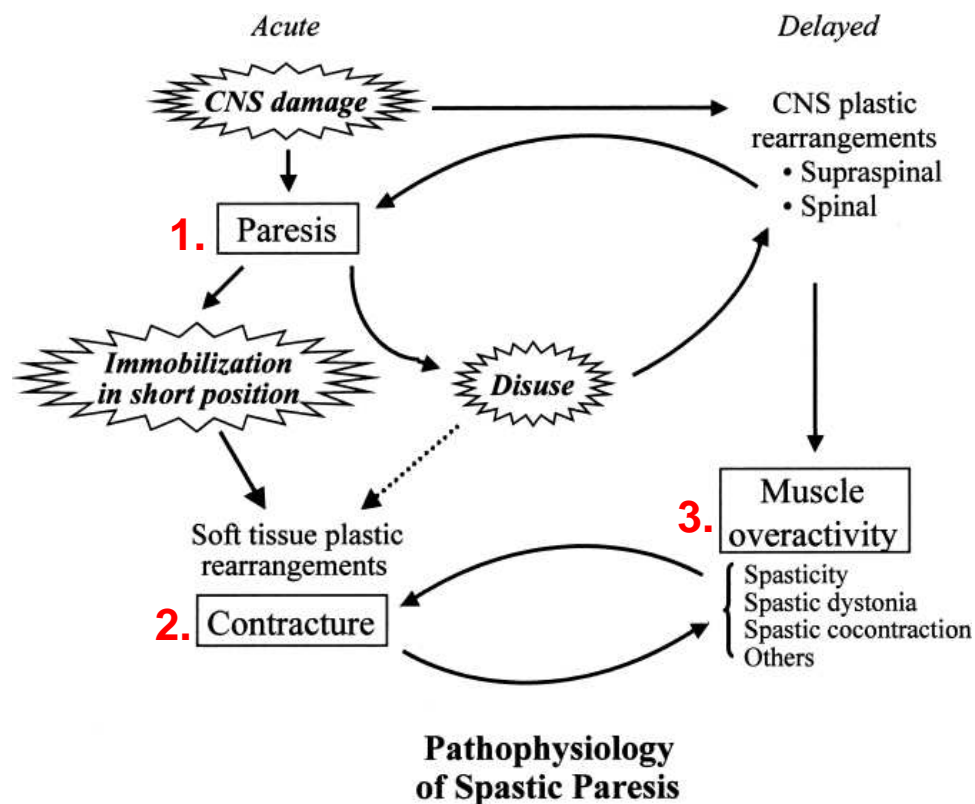 Acute
Delayed
CNS damage
CNS plastic
rearrangements
• Supraspinal
• Spinal
1. Paresis
Immobilization
in short position
Disuse
Soft tissue plastic
rearrangements
2. Contracture
3. Muscle
overactivity
Spasticity
Spastic dystonia
Spastic cocontraction
Others
Pathophysiology
of Spastic Paresis